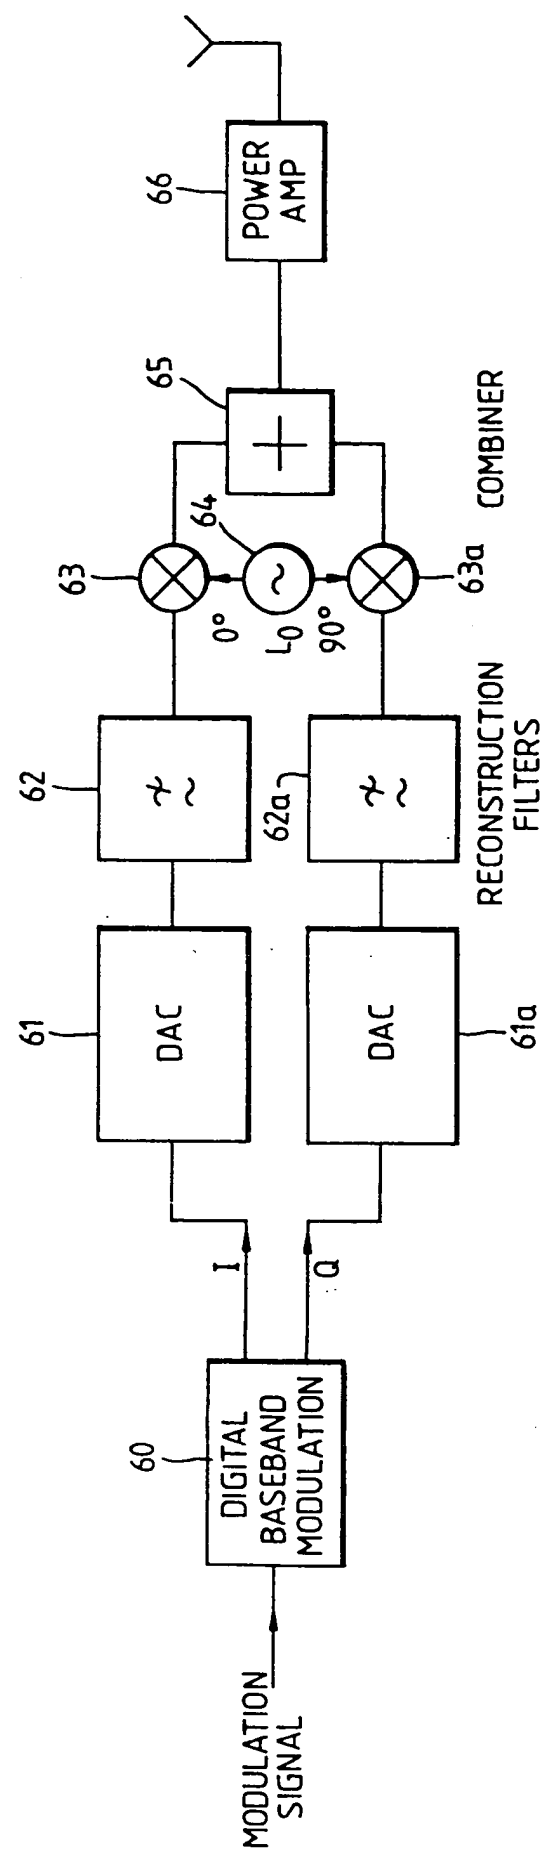 MODULATION
SIGNAL
60
DIGITAL
BASEBAND
MODULATION
I
Q
61
DAC
61a
DAC
62
62a
RECONSTRUCTION
FILTERS
63
0°
LO
90°
64
63a
65
COMBINER
66
POWER
AMP